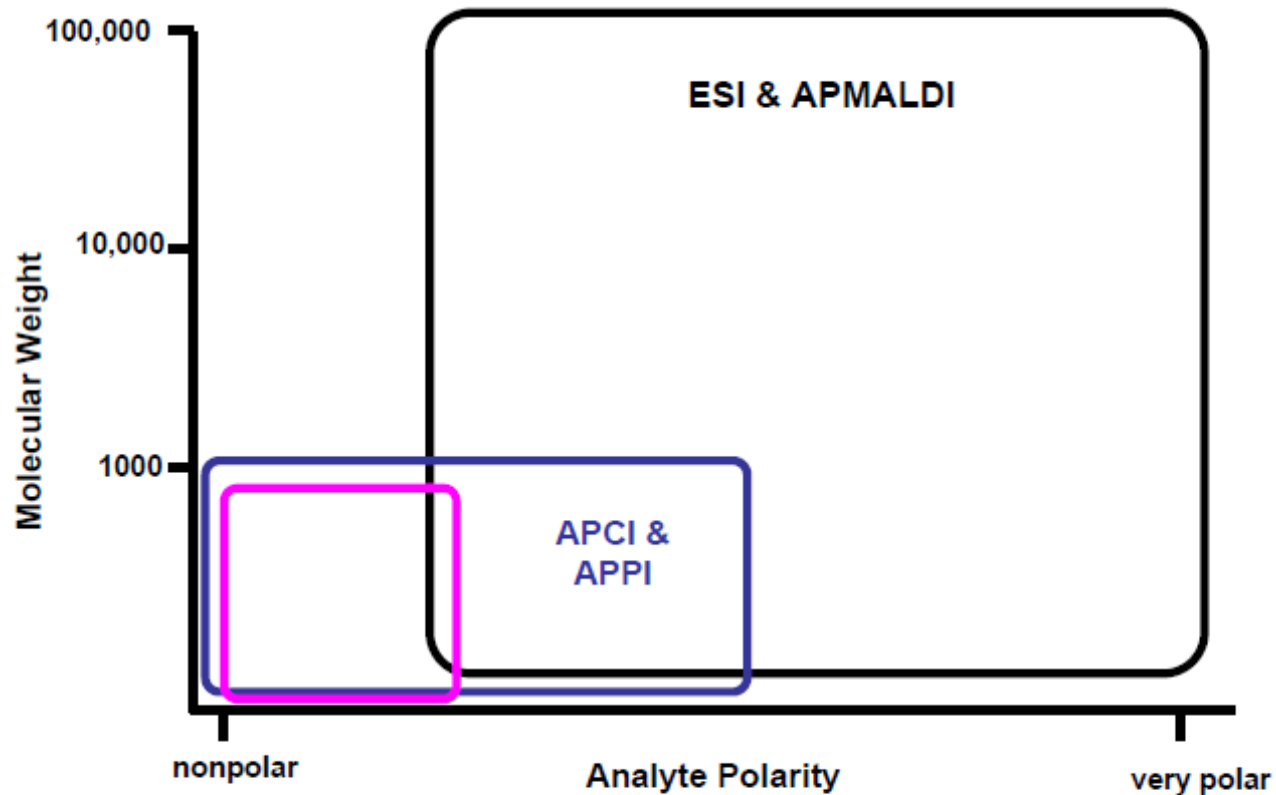 100,000
ESI & APMALDI
10,000
Molecular Weight
1000
APCI &
APPI
nonpolar
Analyte Polarity
very polar